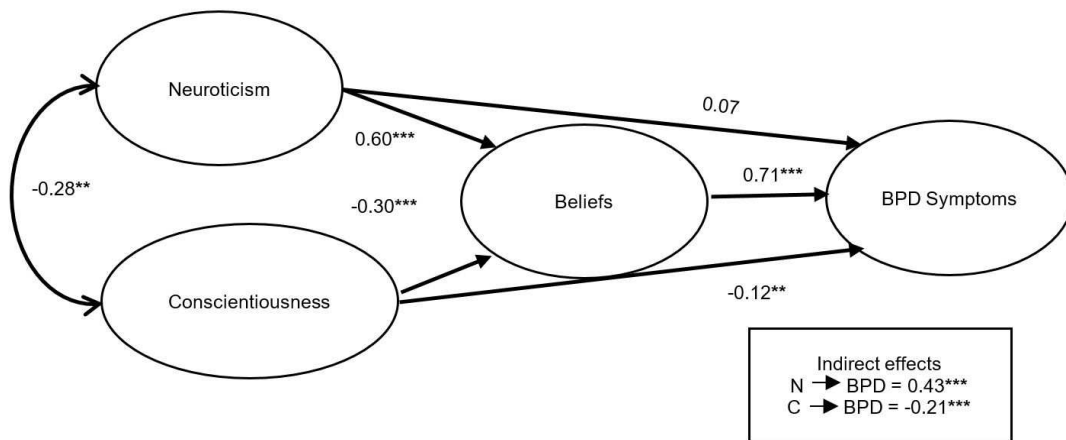 Neuroticism
0.07
0.60***
-0.28**
-0.30***
Beliefs
0.71***
BPD Symptoms
Conscientiousness
-0.12**
Indirect effects
N → BPD = 0.43***
C → BPD = -0.21***